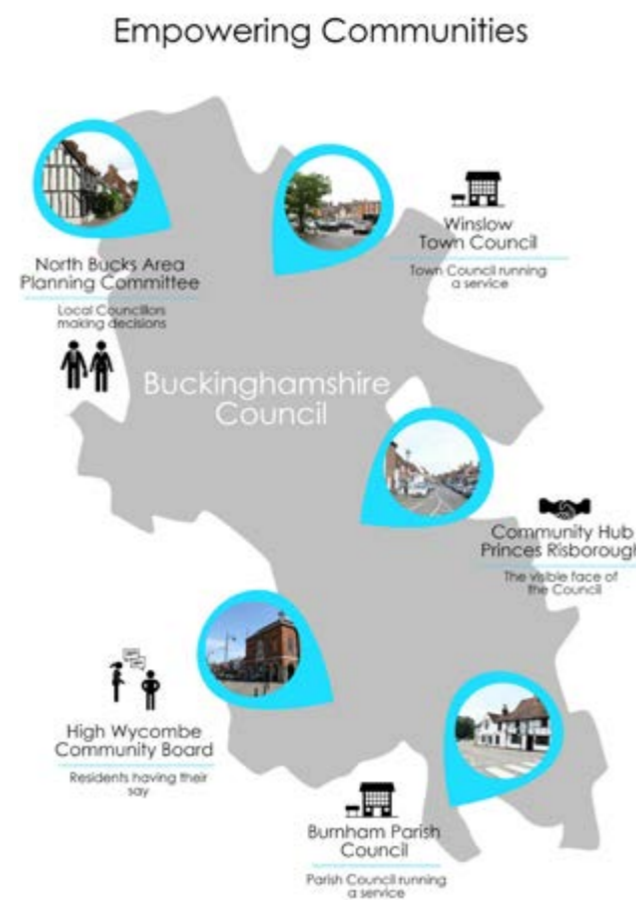 Empowering Communities
North Bucks Area
Planning Committee
Local Councillors
making decisions
Winslow
Town Council
Town Council running
a service
Buckinghamshire
Council
Community Hub
Princes Risborough
The visible face of
the Council
High Wycombe
Community Board
Residents having their
say
Burnham Parish
Council
Parish Council running
a service